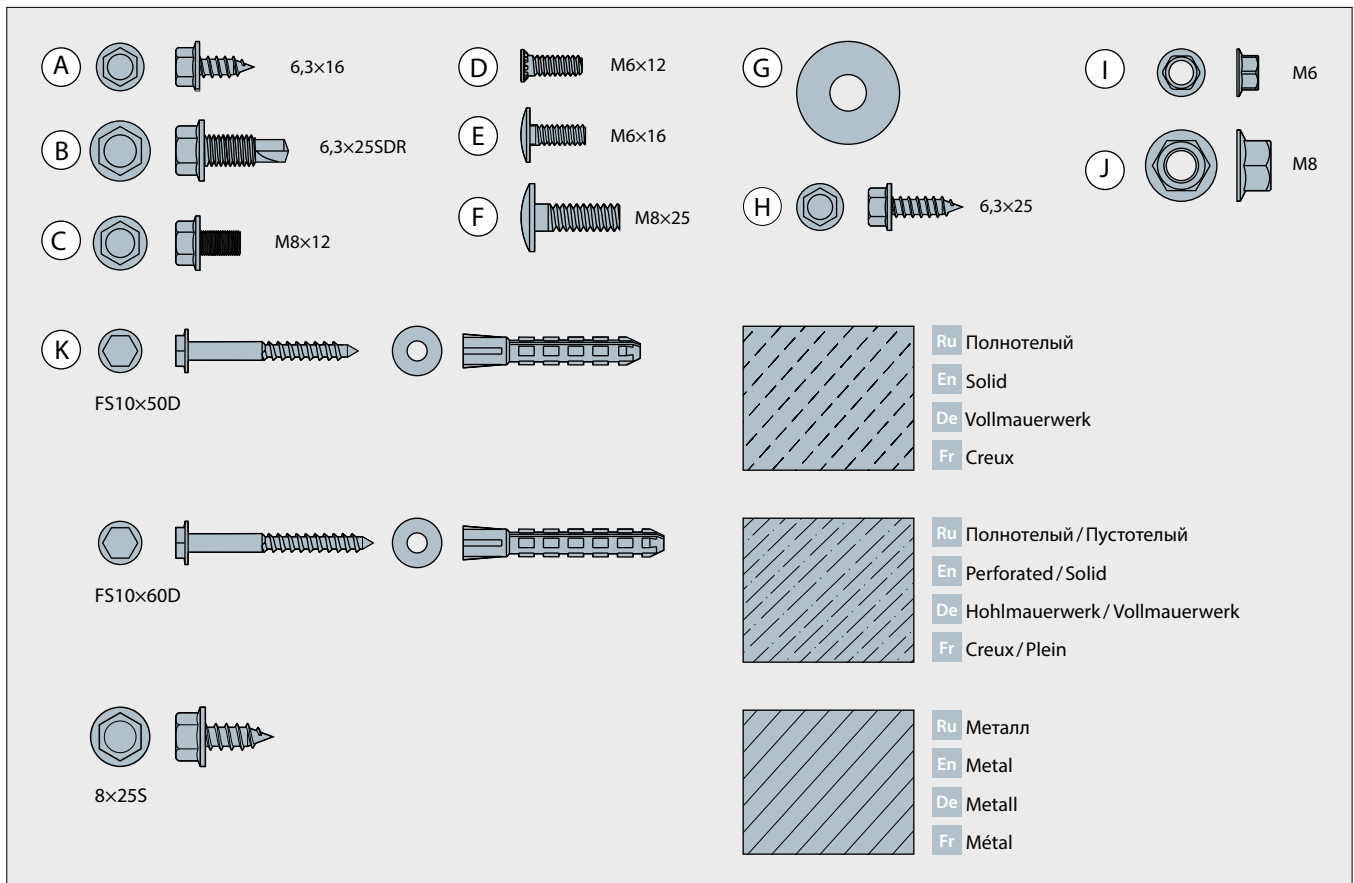 A 6,3×16
B 6,3×25SDR
C M8×12
D M6×12
E M6×16
F M8×25
G
H 6,3×25
I M6
J M8
K
FS10×50D
Ru Полнотелый
En Solid
De Vollmauerwerk
Fr Creux
FS10×60D
Ru Полнотелый / Пустотелый
En Perforated / Solid
De Hohlmauerwerk / Vollmauerwerk
Fr Creux / Plein
8×25S
Ru Металл
En Metal
De Metall
Fr Métal